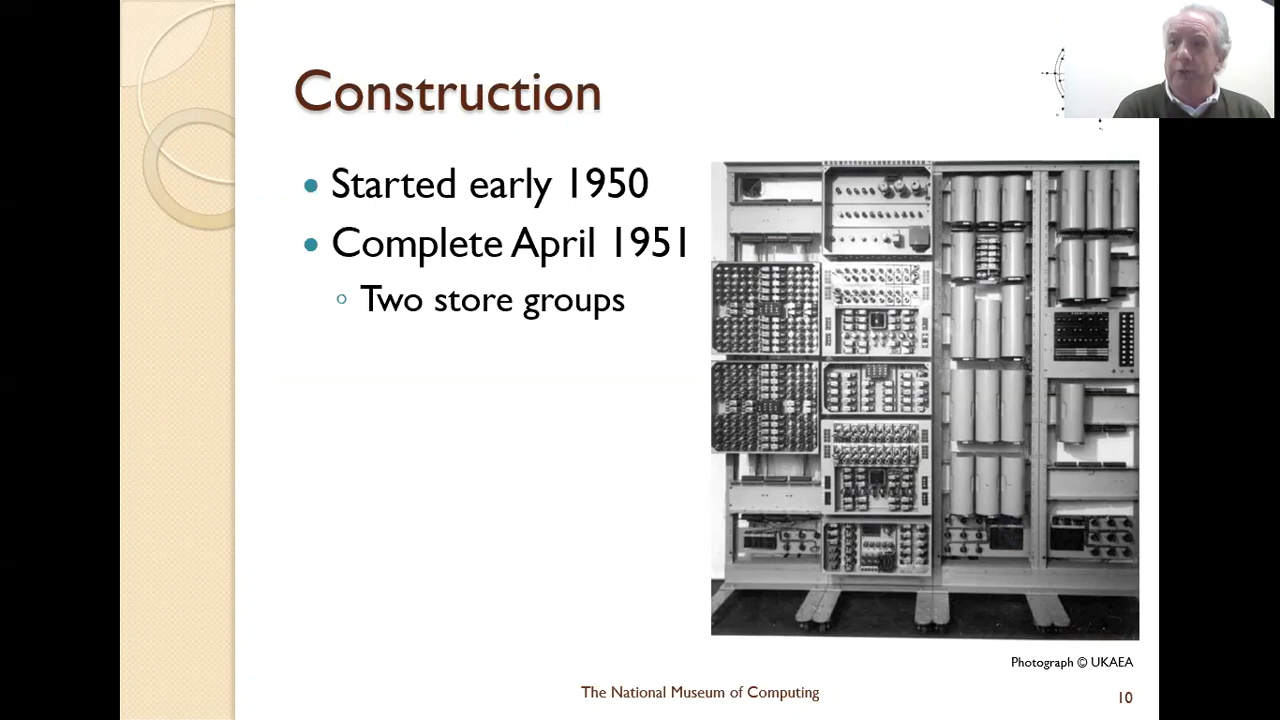 Construction
Started early 1950
Complete April 1951
Two store groups
Photograph © UKAEA
The National Museum of Computing
10